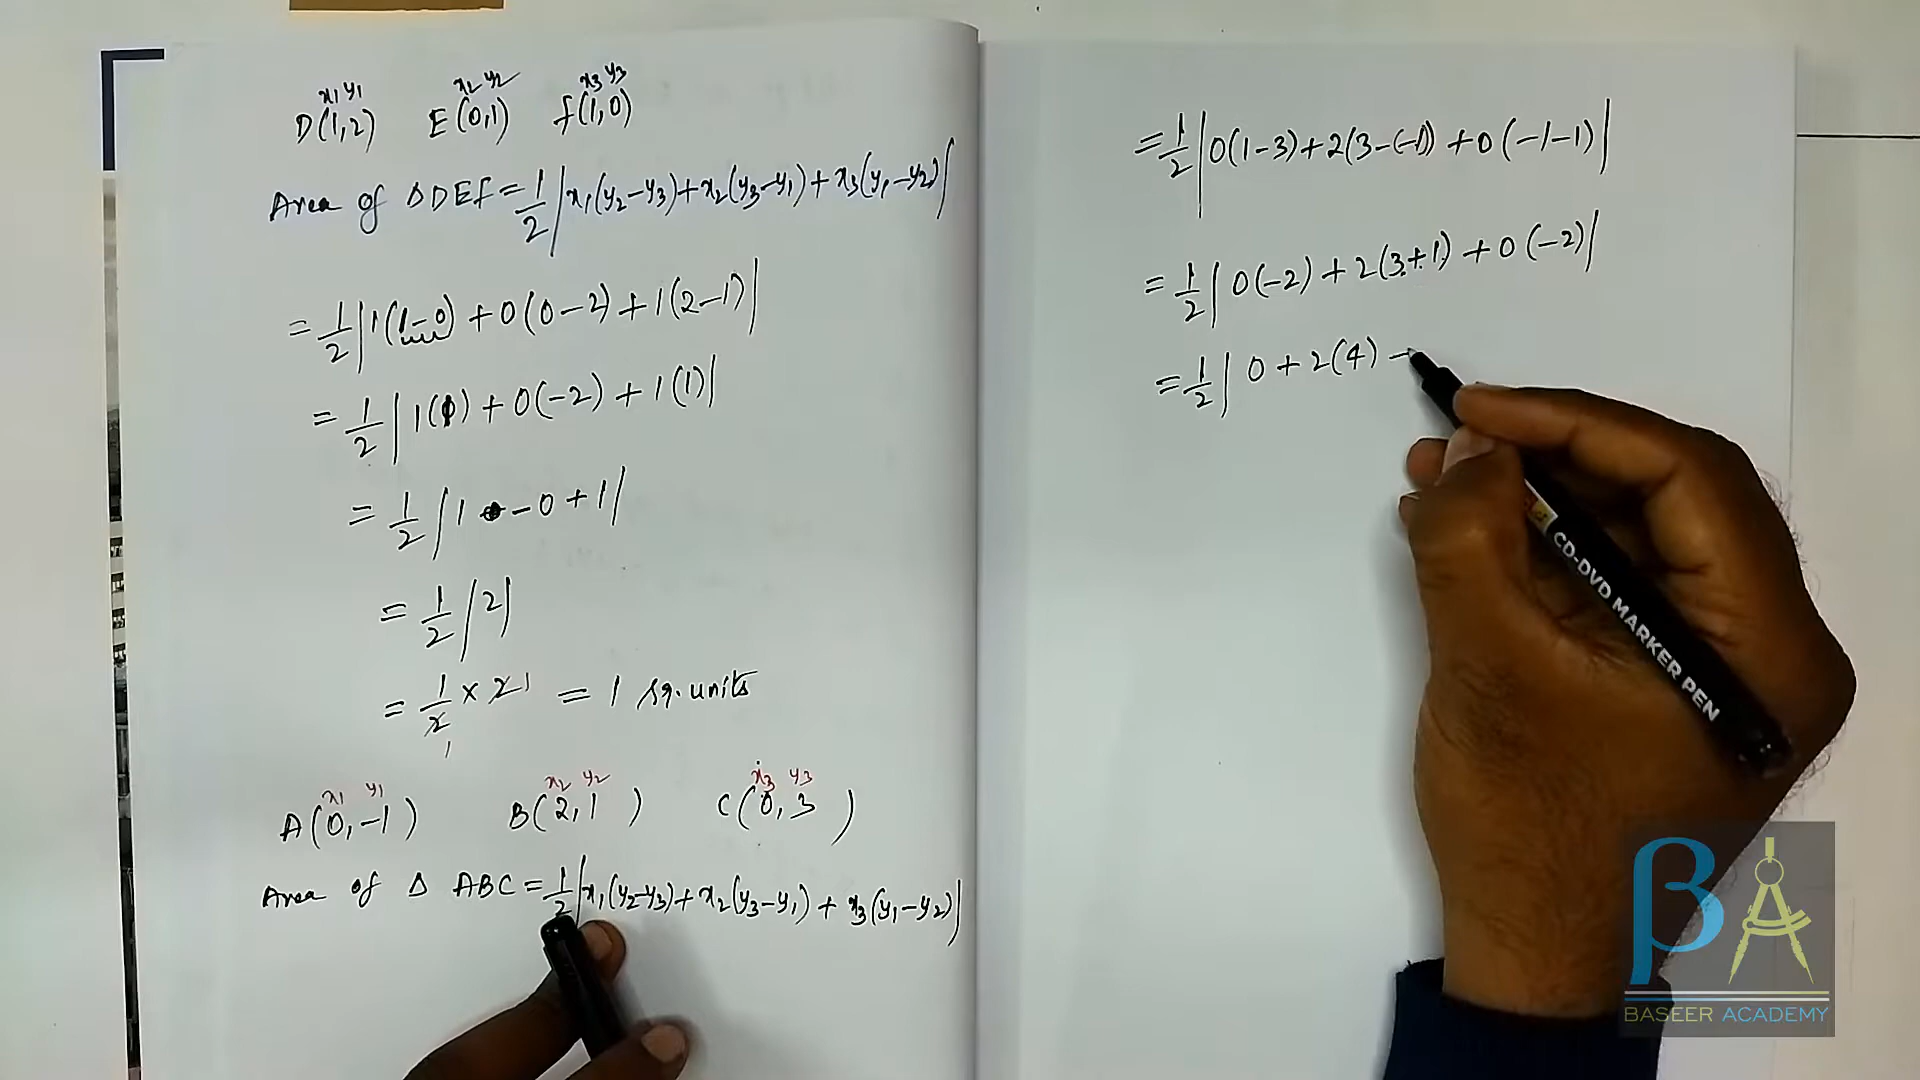 x1 y1 x2 y2 x3 y3
D(1,2) E(0,1) f(1,0)
Area of ΔDEF=1/2|x1(y2-y3)+x2(y3-y1)+x3(y1-y2)|
=1/2|1(1-0)+0(0-2)+1(2-1)|
=1/2|1(1)+0(-2)+1(1)|
=1/2|1-0+1|
=1/2|2|
=1/2×2 1 = 1 sq.units
1
x1 y1 x2 y2 x3 y3
A(0,-1) B(2,1) C(0,3)
Area of Δ ABC=1/2|x1(y2-y3)+x2(y3-y1)+x3(y1-y2)|
=1/2|0(1-3)+2(3-(-1)+0(-1-1)|
=1/2|0(-2)+2(3+1)+0(-2)|
=1/2|0+2(4)-
CD-DVD MARKER PEN
BA
BASEER ACADEMY